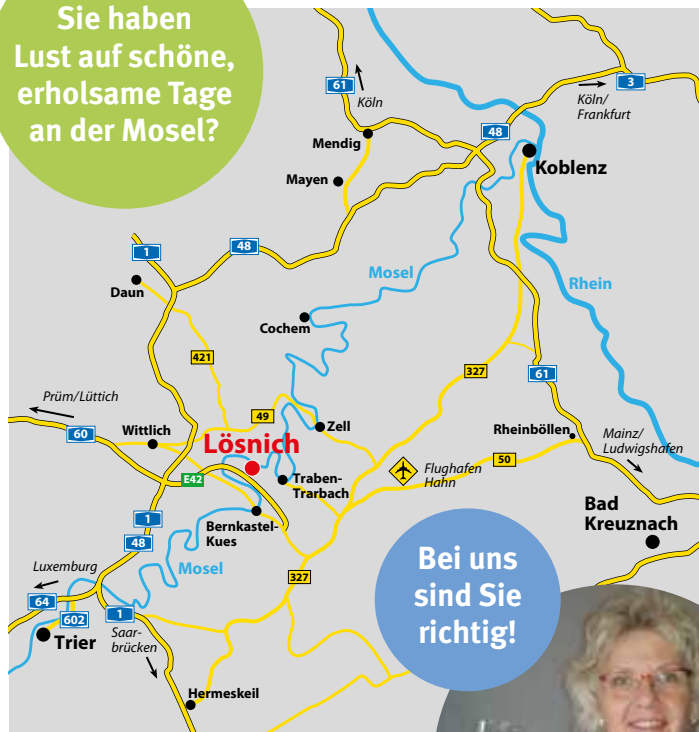 Sie haben
Lust auf schöne,
erholsame Tage
an der Mosel?
61
Köln
3
Köln/
Frankfurt
Mendig
48
Koblenz
Mayen
1
48
Mosel
Rhein
Daun
Cochem
421
327
61
Prüm/Lüttich
49
60
Wittlich
Zell
Rheinböllen
Mainz/
Ludwigshafen
Lösnich
50
E42
Traben-
Trarbach
Flughafen
Hahn
Bad
Kreuznach
1
Bernkastel-
Kues
48
Mosel
Luxemburg
327
Bei uns
sind Sie
richtig!
64
602
1
Trier
Saar-
brücken
Hermeskeil